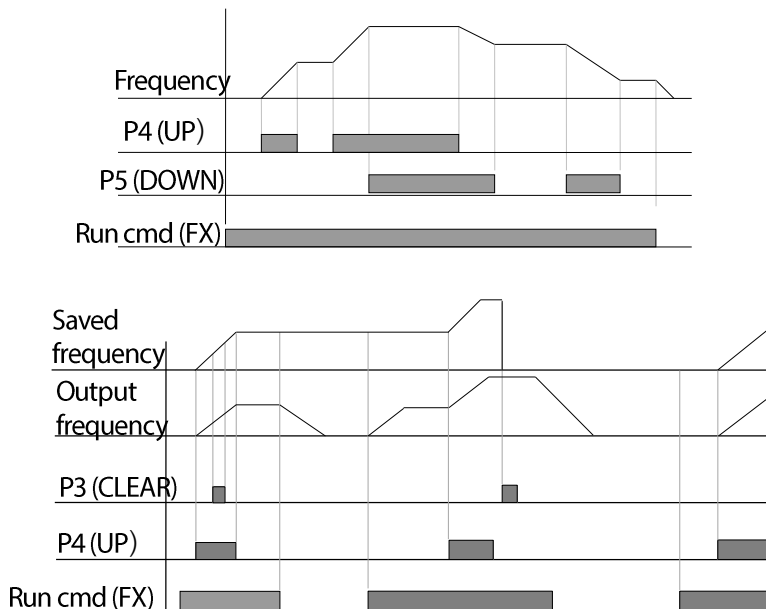 Frequency
P4 (UP)
P5 (DOWN)
Run cmd (FX)
Saved
frequency
Output
frequency
P3 (CLEAR)
P4 (UP)
Run cmd (FX)